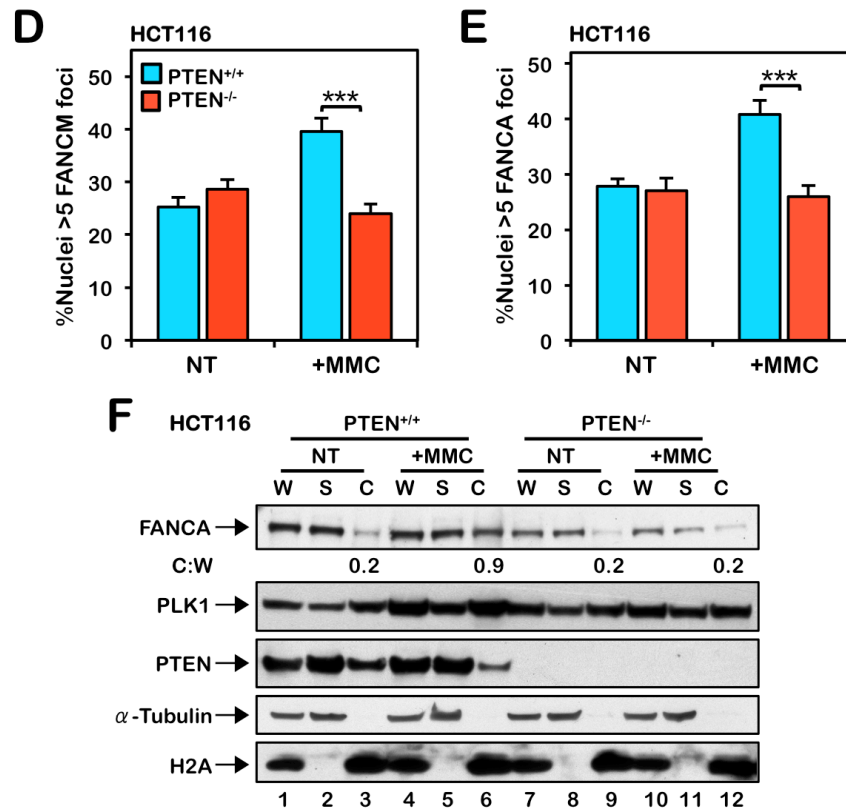 D
HCT116
%Nuclei >5 FANCM foci
50
40
30
20
10
0
PTEN+/+
PTEN-/-
***
NT
+MMC
E
HCT116
%Nuclei >5 FANCA foci
50
40
30
20
10
0
***
NT
+MMC
F
HCT116
PTEN+/+ PTEN-/-
NT +MMC NT +MMC
W S C W S C W S C W S C
FANCA
C:W 0.2 0.9 0.2 0.2
PLK1
PTEN
α-Tubulin
H2A
1 2 3 4 5 6 7 8 9 10 11 12